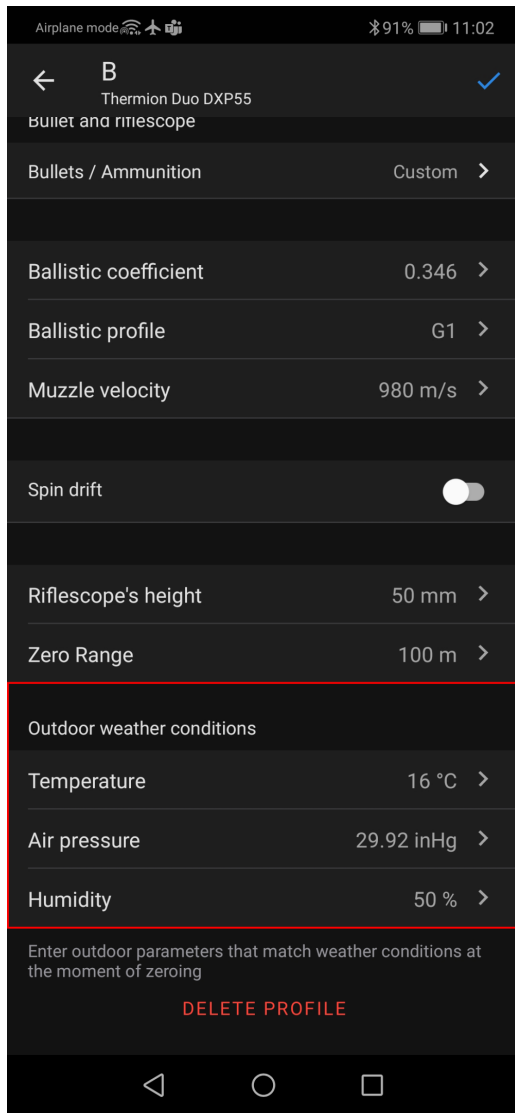 Airplane mode 91% 11:02
B
Thermion Duo DXP55
Bullet and riflescope
Bullets / Ammunition Custom
Ballistic coefficient 0.346
Ballistic profile G1
Muzzle velocity 980 m/s
Spin drift
Riflescope's height 50 mm
Zero Range 100 m
Outdoor weather conditions
Temperature 16 °C
Air pressure 29.92 inHg
Humidity 50 %
Enter outdoor parameters that match weather conditions at
the moment of zeroing
DELETE PROFILE